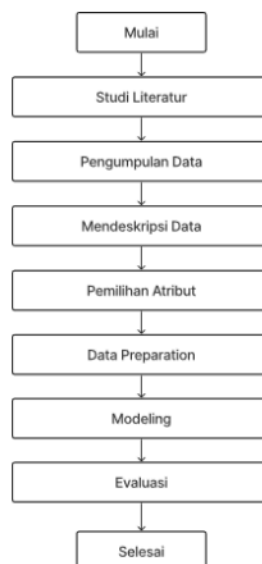 Mulai
Studi Literatur
Pengumpulan Data
Mendeskripsi Data
Pemilihan Atribut
Data Preparation
Modeling
Evaluasi
Selesai